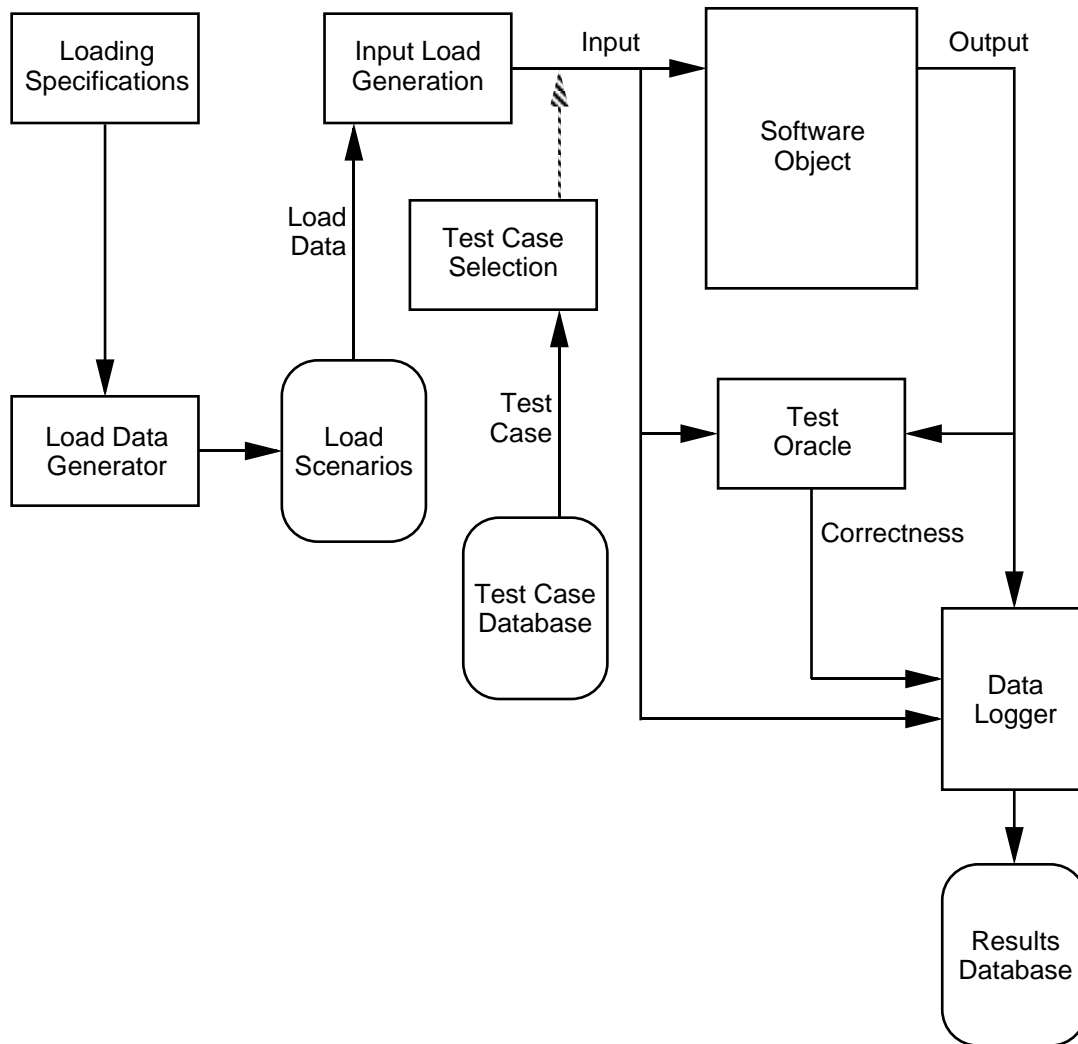 Loading
Specifications
Input Load
Generation
Input
Software
Object
Output
Load
Data
Test Case
Selection
Load Data
Generator
Load
Scenarios
Test
Case
Test
Oracle
Correctness
Test Case
Database
Data
Logger
Results
Database